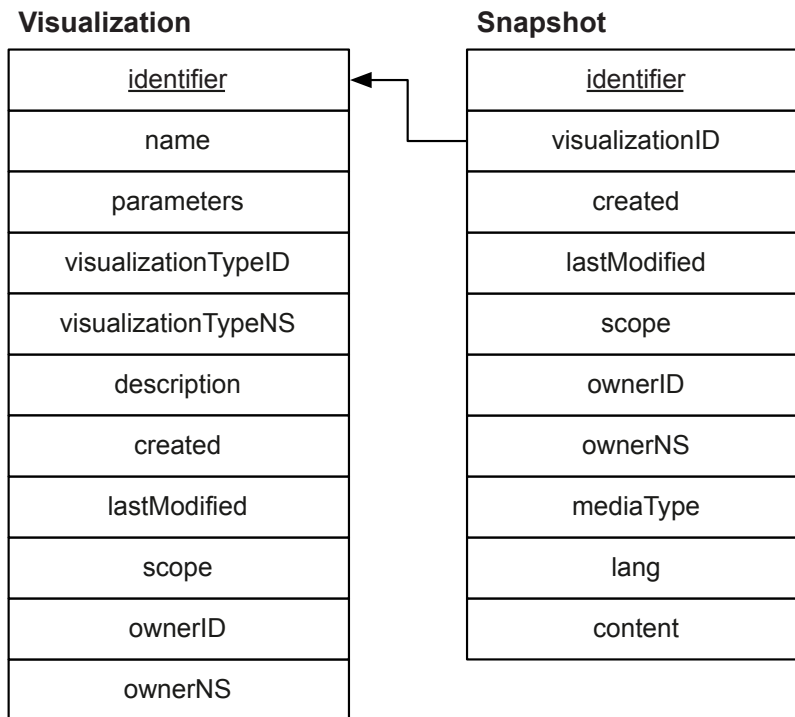 Visualization
identifier
name
parameters
visualizationTypeID
visualizationTypeNS
description
created
lastModified
scope
ownerID
ownerNS
Snapshot
identifier
visualizationID
created
lastModified
scope
ownerID
ownerNS
mediaType
lang
content